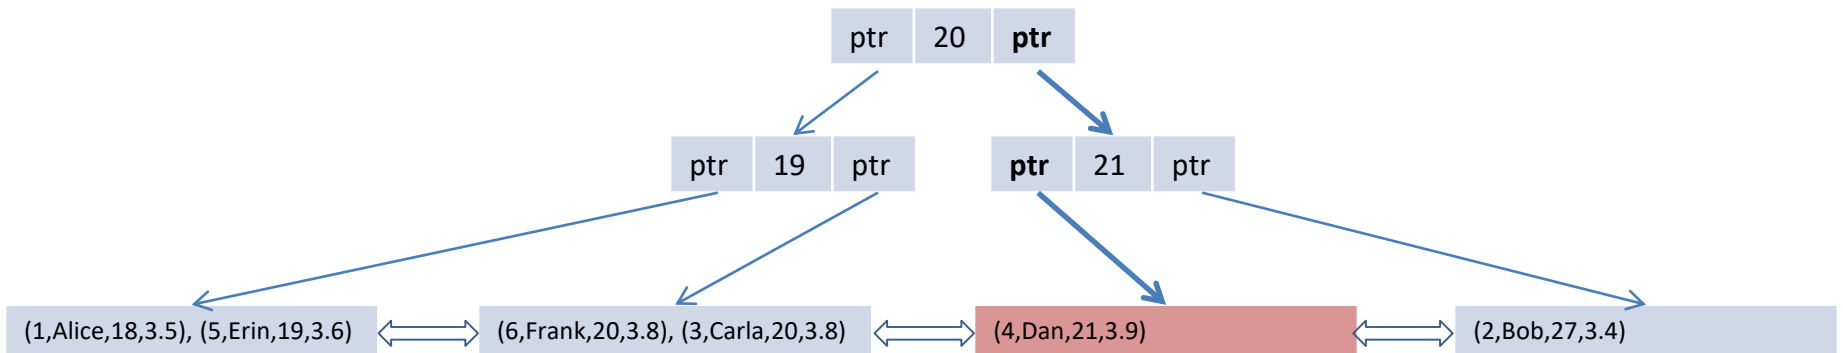 ptr 20 ptr
ptr 19 ptr
ptr 21 ptr
(1,Alice,18,3.5), (5,Erin,19,3.6)
(6,Frank,20,3.8), (3,Carla,20,3.8)
(4,Dan,21,3.9)
(2,Bob,27,3.4)